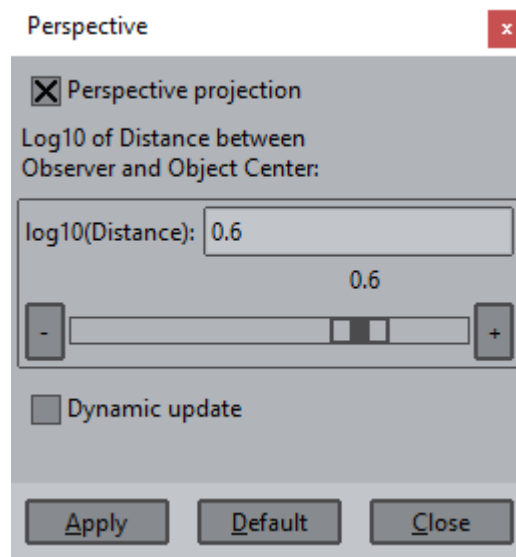 Perspective
x
Perspective projection
Log10 of Distance between
Observer and Object Center:
log10(Distance): 0.6
0.6
- +
Dynamic update
Apply Default Close